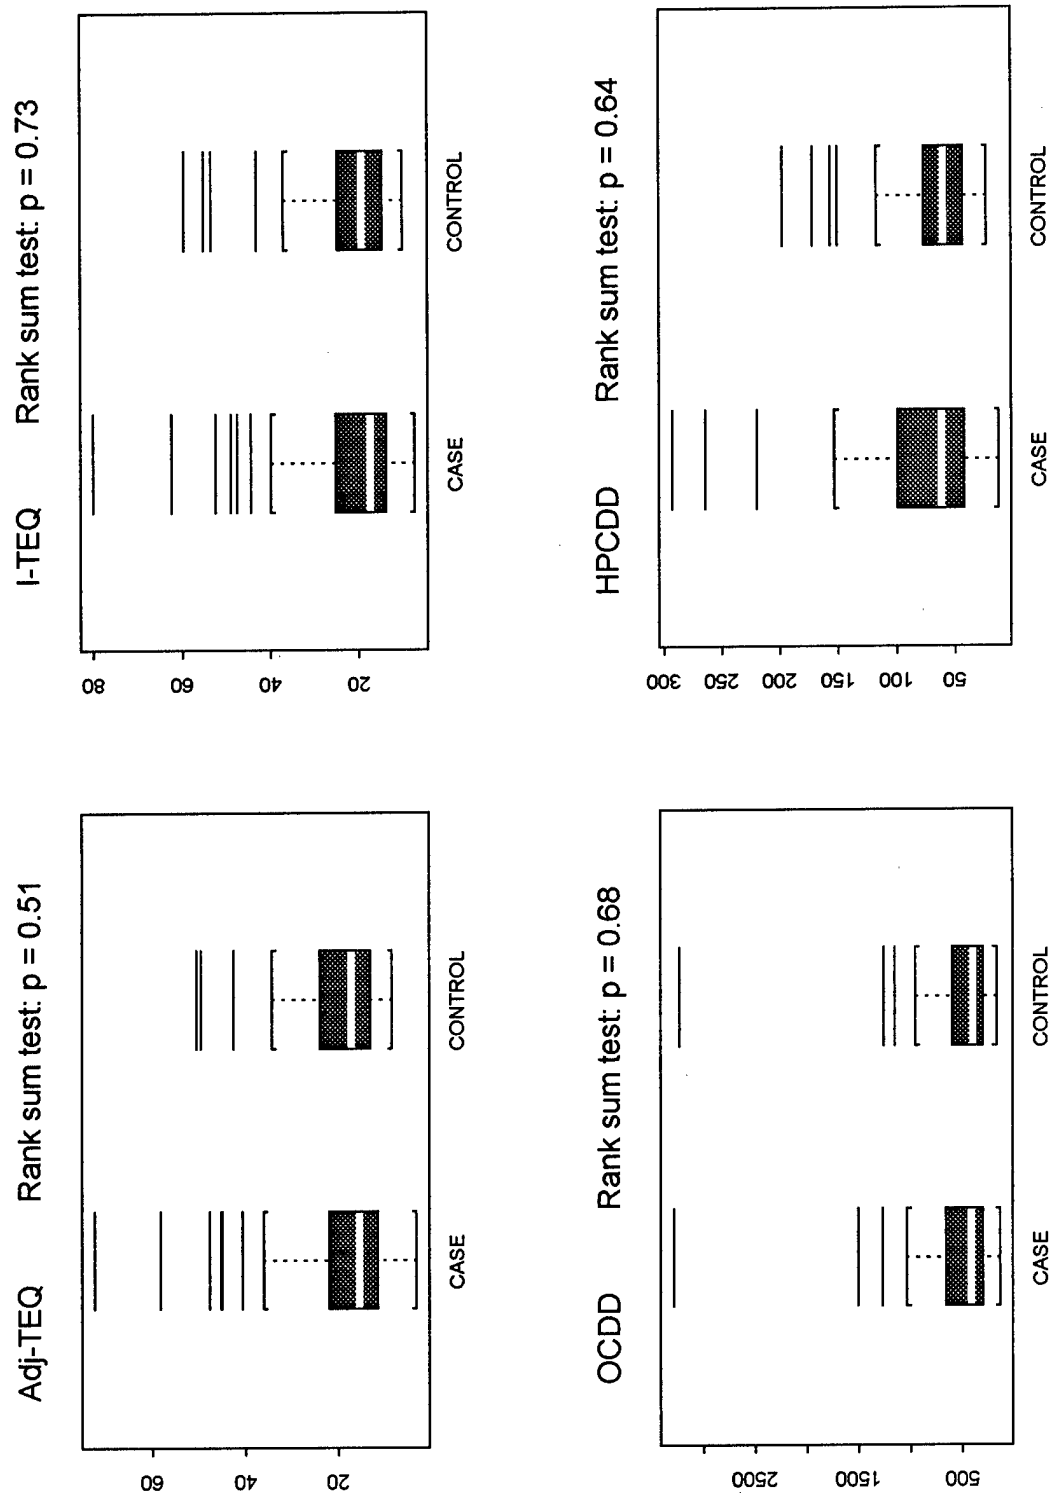 Adj-TEQ Rank sum test: p = 0.51
60
40
20
CASE CONTROL
I-TEQ Rank sum test: p = 0.73
80
60
40
20
CASE CONTROL
OCDD Rank sum test: p = 0.68
2500
1500
500
CASE CONTROL
HPCDD Rank sum test: p = 0.64
300
250
200
150
100
50
CASE CONTROL